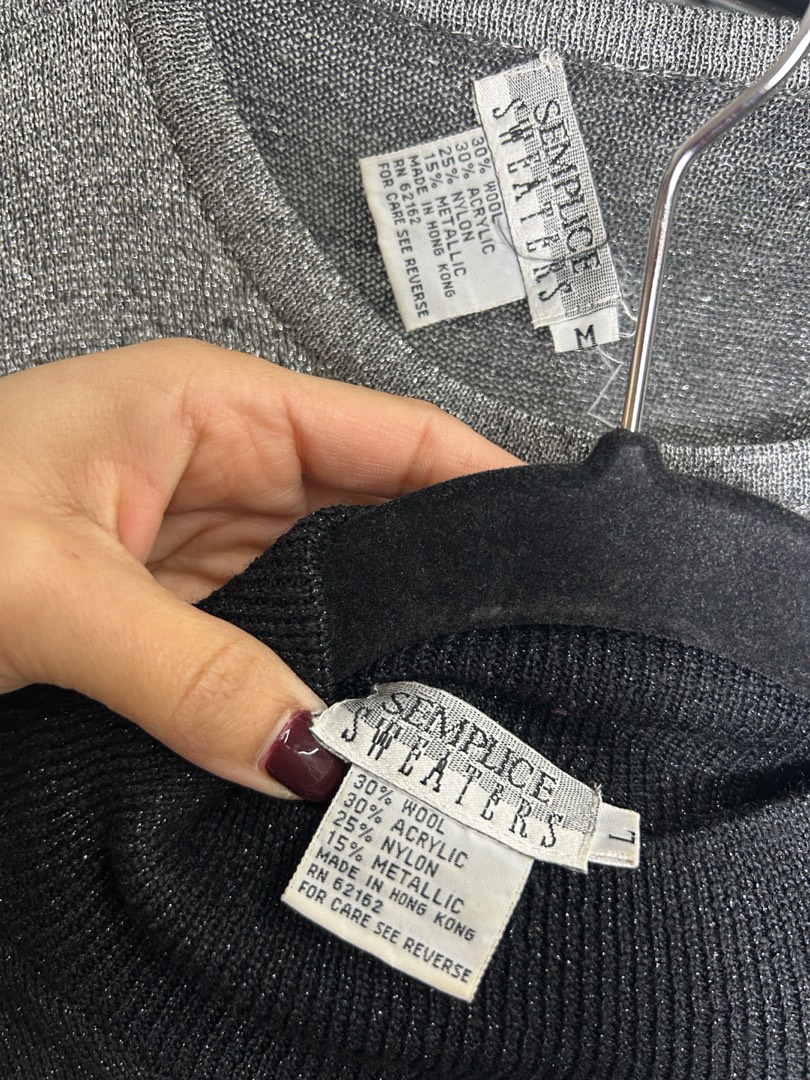 SEMPLICE
SWEATERS
M
30% WOOL
30% ACRYLIC
25% NYLON
15% METALLIC
MADE IN HONG KONG
RN 62162
FOR CARE SEE REVERSE
SEMPLICE
SWEATERS
L
30% WOOL
30% ACRYLIC
25% NYLON
15% METALLIC
MADE IN HONG KONG
RN 62162
FOR CARE SEE REVERSE